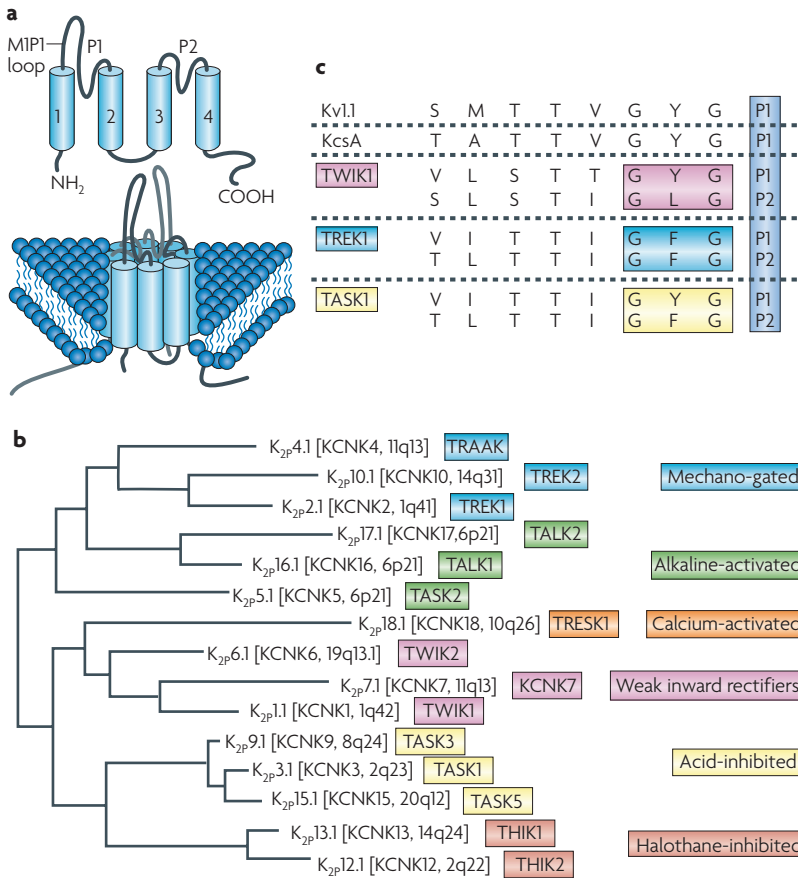 a
M1P1 loop
P1
P2
1 2 3 4
NH₂
COOH
c
Kv1.1 S M T T V G Y G P1
KcsA T A T T V G Y G P1
TWIK1 V L S T T G Y G P1
S L S T I G L G P2
TREK1 V I T T I G F G P1
T L T T I G F G P2
TASK1 V I T T I G Y G P1
T L T T I G F G P2
b
K₂P4.1 [KCNK4, 11q13] TRAAK
K₂P10.1 [KCNK10, 14q31] TREK2 Mechano-gated
K₂P2.1 [KCNK2, 1q41] TREK1
K₂P17.1 [KCNK17,6p21] TALK2
K₂P16.1 [KCNK16, 6p21] TALK1 Alkaline-activated
K₂P5.1 [KCNK5, 6p21] TASK2
K₂P18.1 [KCNK18, 10q26] TRESK1 Calcium-activated
K₂P6.1 [KCNK6, 19q13.1] TWIK2
K₂P7.1 [KCNK7, 11q13] KCNK7 Weak inward rectifiers
K₂P1.1 [KCNK1, 1q42] TWIK1
K₂P9.1 [KCNK9, 8q24] TASK3
K₂P3.1 [KCNK3, 2q23] TASK1 Acid-inhibited
K₂P15.1 [KCNK15, 20q12] TASK5
K₂P13.1 [KCNK13, 14q24] THIK1
K₂P12.1 [KCNK12, 2q22] THIK2 Halothane-inhibited